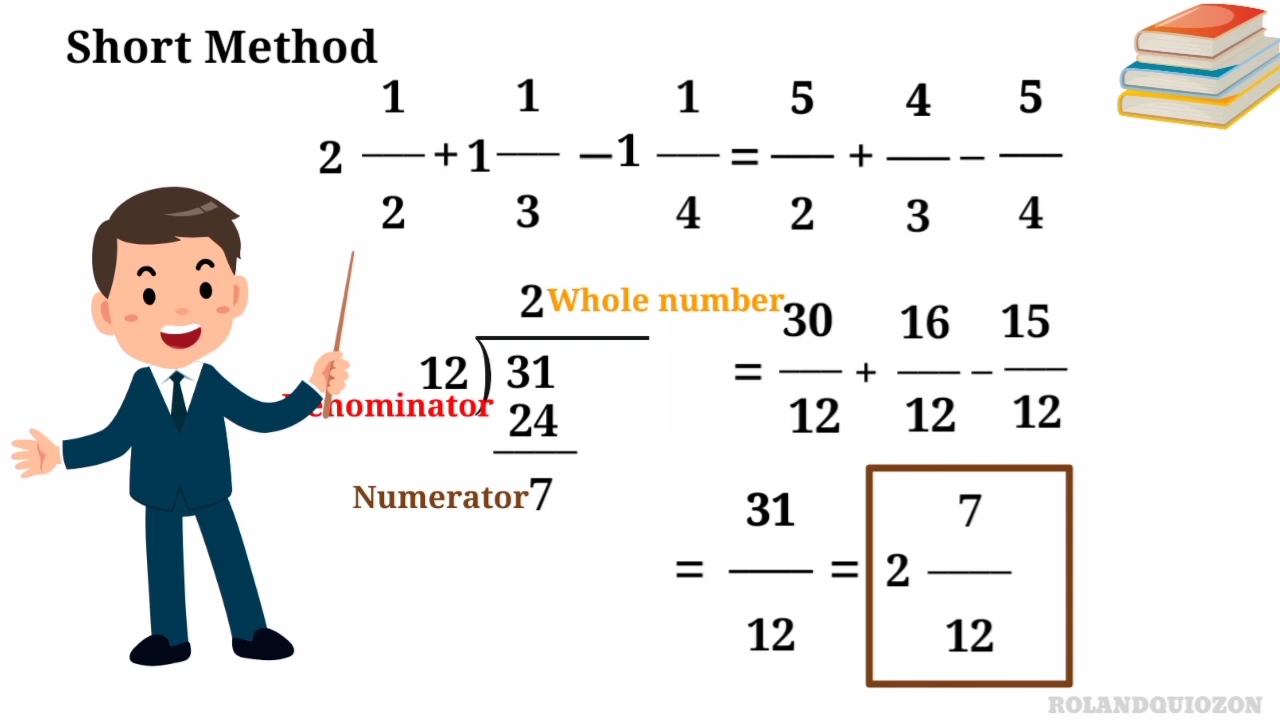 Short Method
1 1 1 5 4 5
2 — + 1 — – 1 — = — + — – —
2 3 4 2 3 4
2 Whole number
30 16 15
12 ) 31
= — + — – —
Denominator
12 12 12
24
Numerator 7
31 7
= — = 2 —
12 12
ROLANDQUIOZON